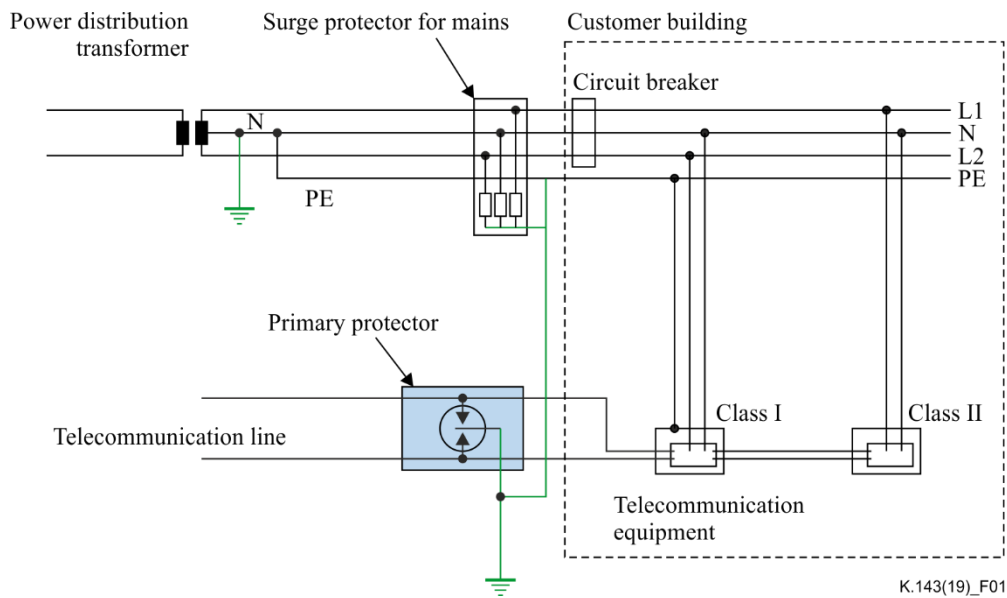 Power distribution
transformer
Surge protector for mains
Customer building
Circuit breaker
L1
N
N
L2
PE
PE
Primary protector
Telecommunication line
Class I
Class II
Telecommunication
equipment
K.143(19)_F01